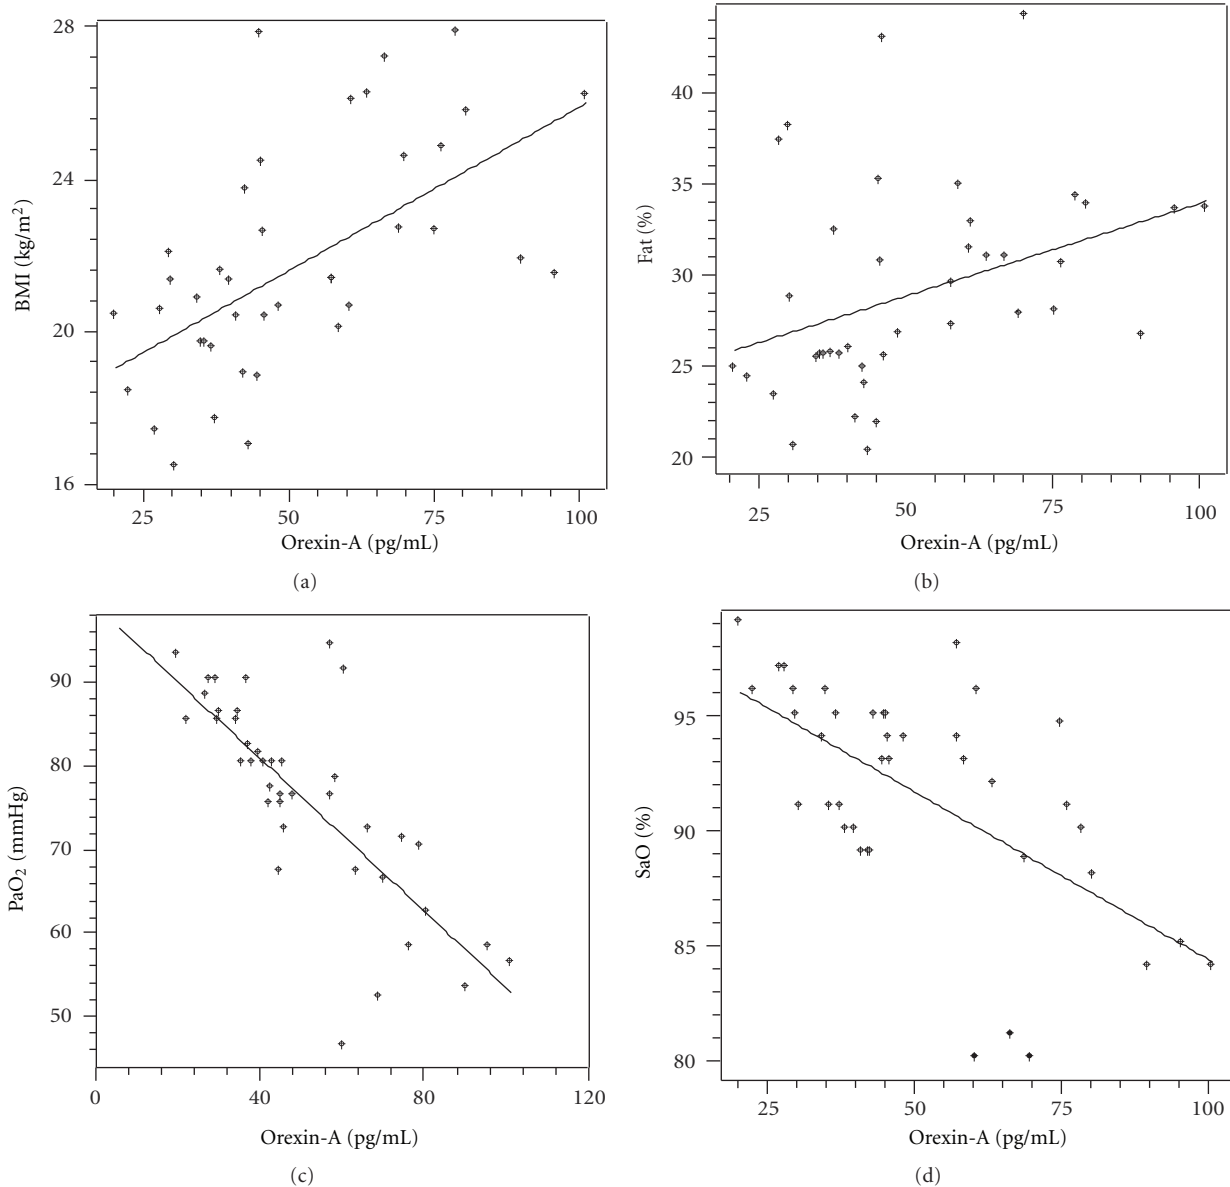 28
24
20
16
BMI (kg/m²)
25 50 75 100
Orexin-A (pg/mL)
(a)
40
35
30
25
20
Fat (%)
25 50 75 100
Orexin-A (pg/mL)
(b)
90
80
70
60
50
PaO₂ (mmHg)
0 40 80 120
Orexin-A (pg/mL)
(c)
95
90
85
80
SaO (%)
25 50 75 100
Orexin-A (pg/mL)
(d)